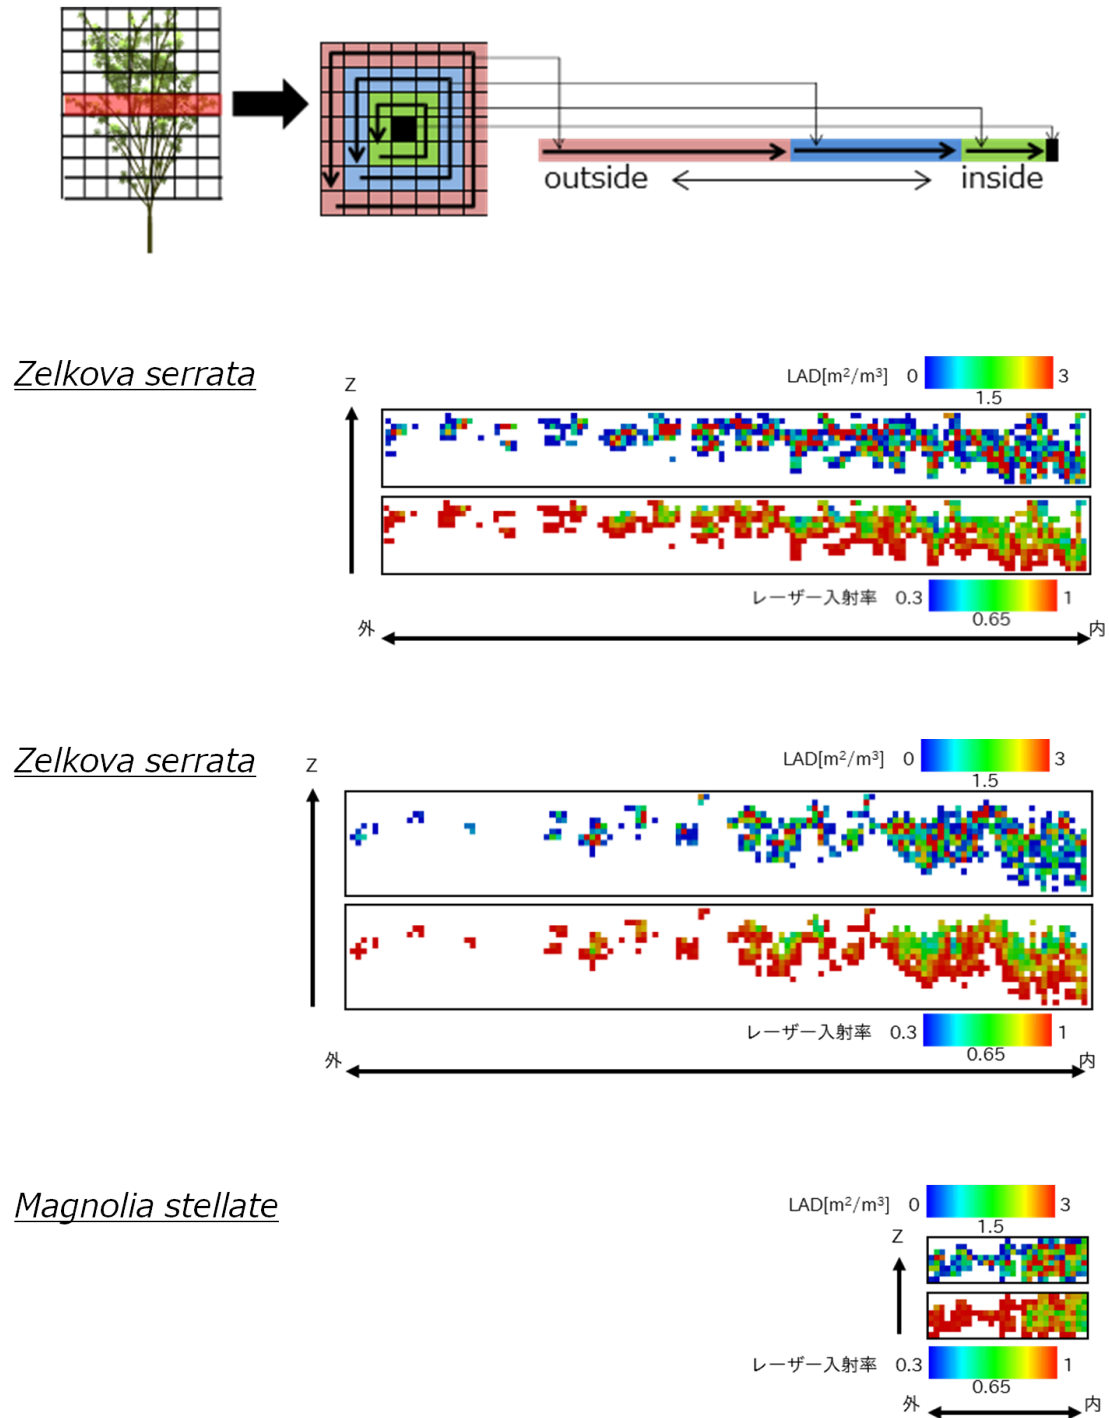 outside
inside
Zelkova serrata
Z
LAD[m²/m³] 0 3
1.5
レーザー入射率 0.3 1
0.65
外 内
Zelkova serrata
Z
LAD[m²/m³] 0 3
1.5
レーザー入射率 0.3 1
0.65
外 内
Magnolia stellate
LAD[m²/m³] 0 3
1.5
Z
レーザー入射率 0.3 1
0.65
外 内